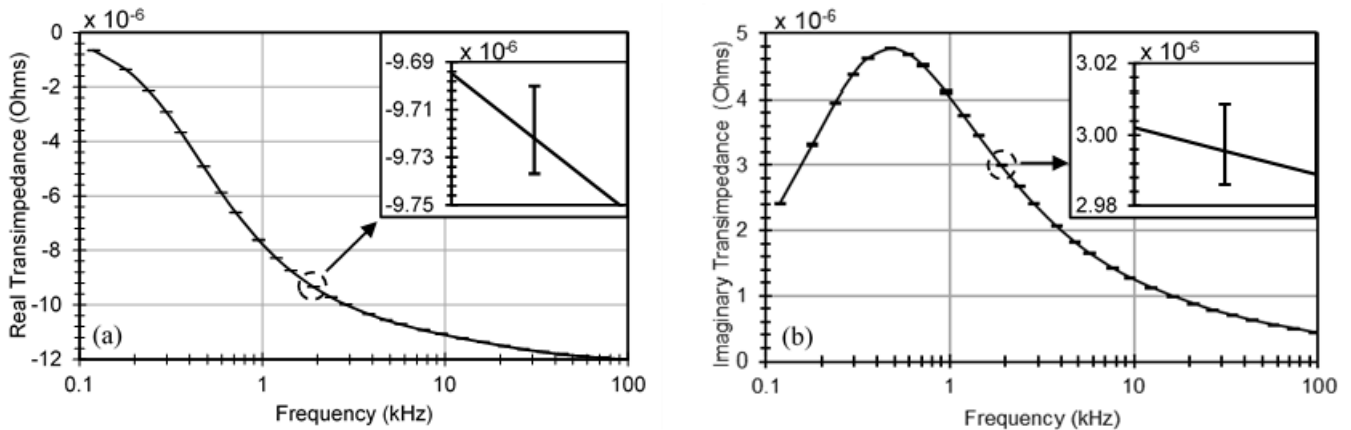 x 10-6
0
-2
-4
-6
-8
-10
-12
Real Transimpedance (Ohms)
(a)
x 10-6
-9.69
-9.71
-9.73
-9.75
0.1
1
10
100
Frequency (kHz)
x 10-6
5
4
3
2
1
0
Imaginary Transimpedance (Ohms)
(b)
x 10-6
3.02
3.00
2.98
0.1
1
10
100
Frequency (kHz)